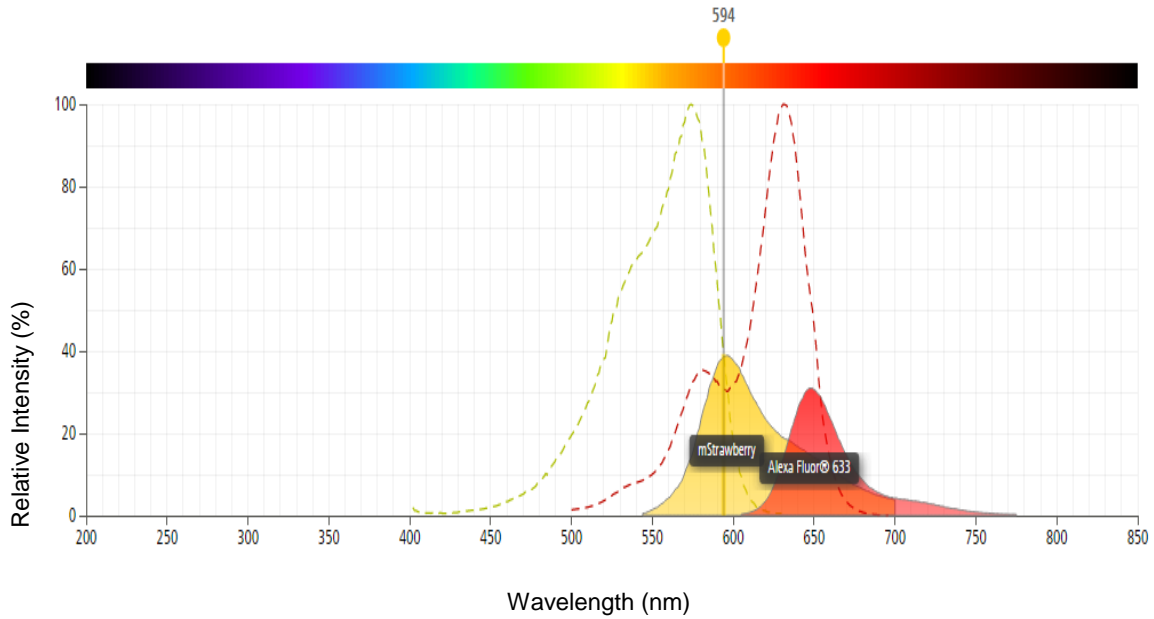 594
100
80
60
40
20
0
Relative Intensity (%)
mStrawberry
Alexa Fluor® 633
200 250 300 350 400 450 500 550 600 650 700 750 800 850
Wavelength (nm)